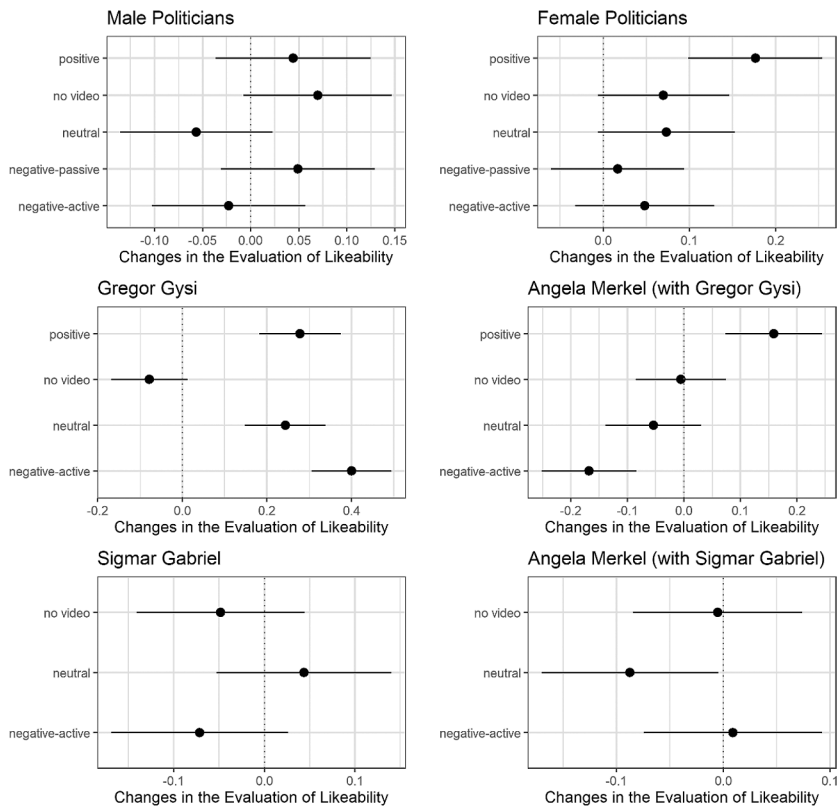 Male Politicians
positive
no video
neutral
negative-passive
negative-active
-0.10 -0.05 0.00 0.05 0.10 0.15
Changes in the Evaluation of Likeability
Female Politicians
positive
no video
neutral
negative-passive
negative-active
0.0 0.1 0.2
Changes in the Evaluation of Likeability
Gregor Gysi
positive
no video
neutral
negative-active
-0.2 0.0 0.2 0.4
Changes in the Evaluation of Likeability
Angela Merkel (with Gregor Gysi)
positive
no video
neutral
negative-active
-0.2 -0.1 0.0 0.1 0.2
Changes in the Evaluation of Likeability
Sigmar Gabriel
no video
neutral
negative-active
-0.1 0.0 0.1
Changes in the Evaluation of Likeability
Angela Merkel (with Sigmar Gabriel)
no video
neutral
negative-active
-0.1 0.0 0.1
Changes in the Evaluation of Likeability